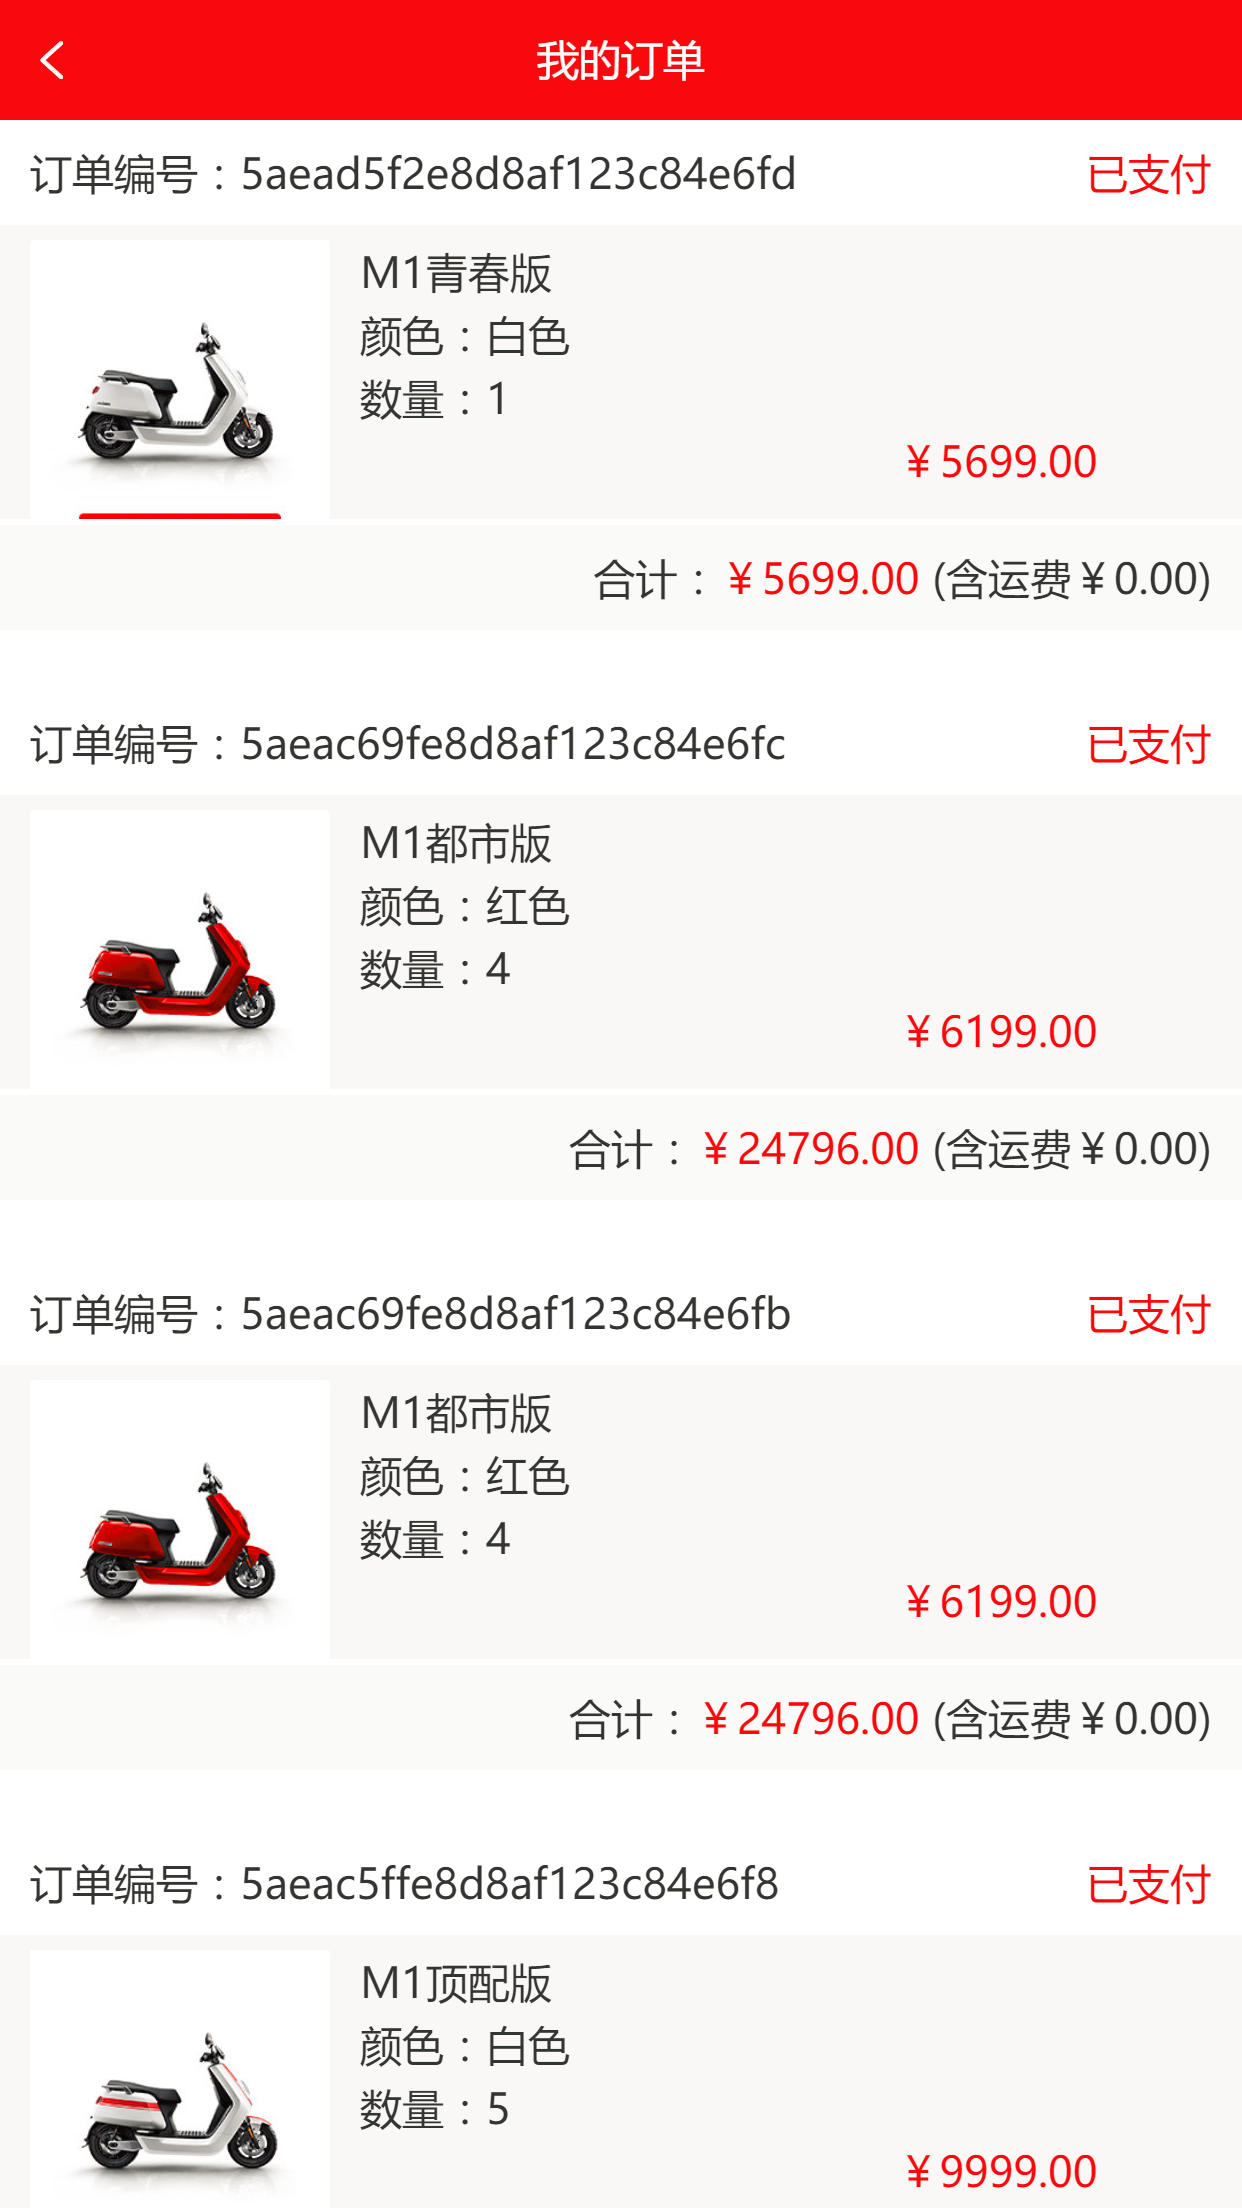 我的订单
订单编号：5aead5f2e8d8af123c84e6fd 已支付
M1青春版
颜色：白色
数量：1
￥5699.00
合计：￥5699.00 (含运费￥0.00)
订单编号：5aeac69fe8d8af123c84e6fc 已支付
M1都市版
颜色：红色
数量：4
￥6199.00
合计：￥24796.00 (含运费￥0.00)
订单编号：5aeac69fe8d8af123c84e6fb 已支付
M1都市版
颜色：红色
数量：4
￥6199.00
合计：￥24796.00 (含运费￥0.00)
订单编号：5aeac5ffe8d8af123c84e6f8 已支付
M1顶配版
颜色：白色
数量：5
￥9999.00